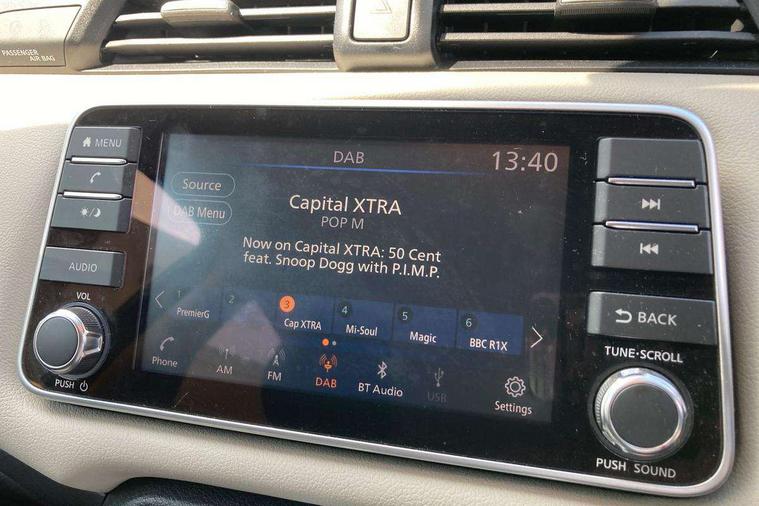 PASSENGER
AIR BAG
MENU
AUDIO
VOL
PUSH
DAB
13:40
Source
DAB Menu
Capital XTRA
POP M
Now on Capital XTRA: 50 Cent
feat. Snoop Dogg with P.I.M.P.
1
PremierG
2
3
Cap XTRA
4
Mi-Soul
5
Magic
6
BBC R1X
Phone
AM
FM
DAB
BT Audio
USB
Settings
BACK
TUNE·SCROLL
PUSH SOUND